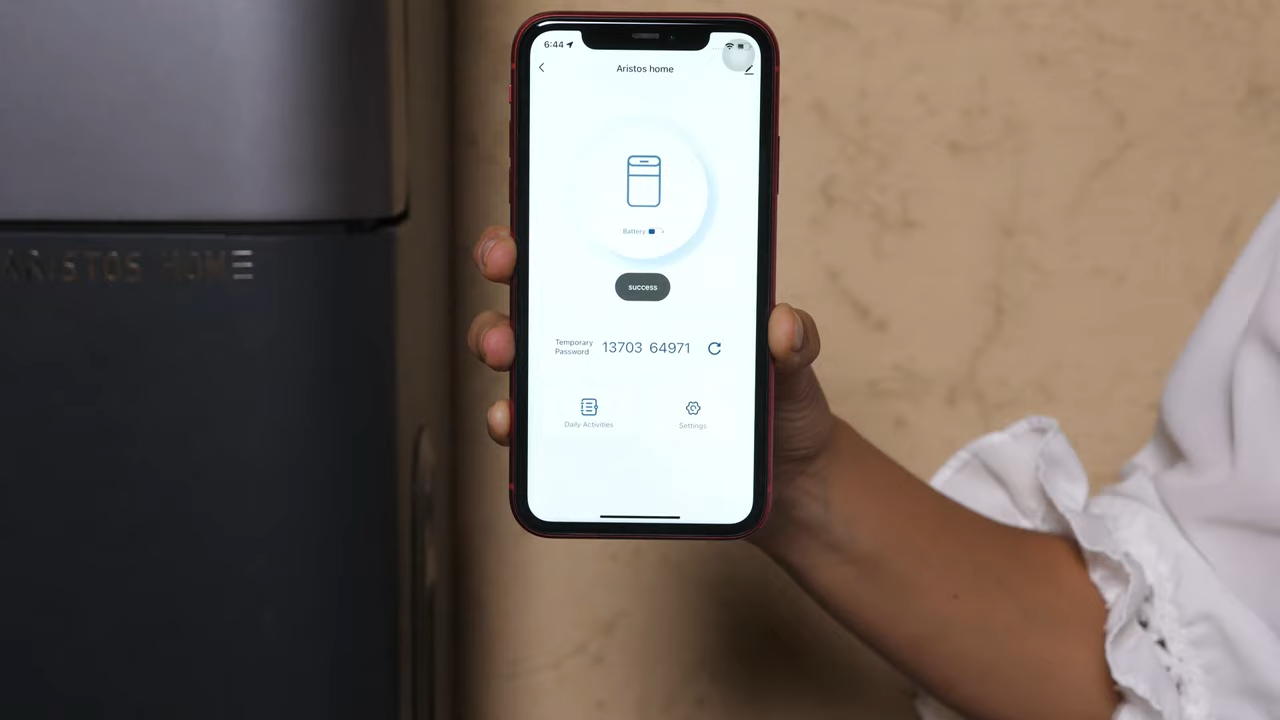 6:44
Aristos home
Battery
success
Temporary
Password
13703 64971
Daily Activities
Settings
ARISTOS HOME